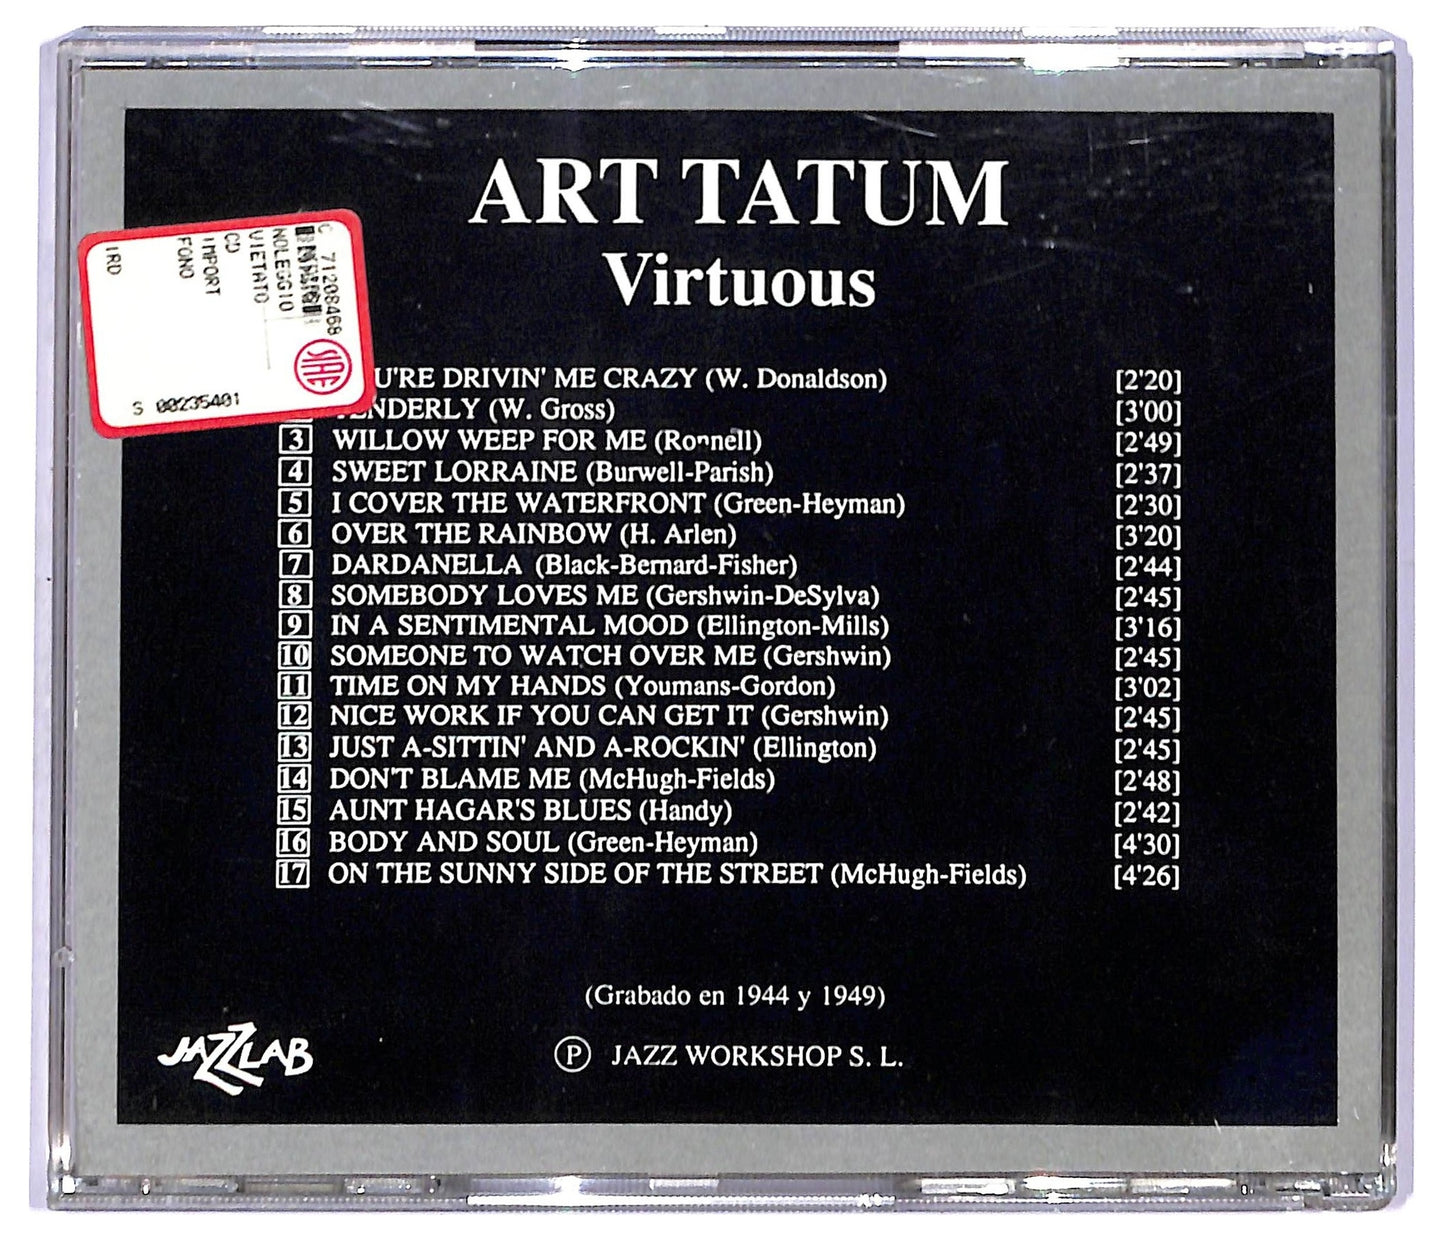 ART TATUM
Virtuous
C 71208468
NOLEGGIO
VIETATO
CD
IMPORT
FONO
IRD
SIAE
S 00235401
U'RE DRIVIN' ME CRAZY (W. Donaldson) [2'20]
TENDERLY (W. Gross) [3'00]
3 WILLOW WEEP FOR ME (Ronnell) [2'49]
4 SWEET LORRAINE (Burwell-Parish) [2'37]
5 I COVER THE WATERFRONT (Green-Heyman) [2'30]
6 OVER THE RAINBOW (H. Arlen) [3'20]
7 DARDANELLA (Black-Bernard-Fisher) [2'44]
8 SOMEBODY LOVES ME (Gershwin-DeSylva) [2'45]
9 IN A SENTIMENTAL MOOD (Ellington-Mills) [3'16]
10 SOMEONE TO WATCH OVER ME (Gershwin) [2'45]
11 TIME ON MY HANDS (Youmans-Gordon) [3'02]
12 NICE WORK IF YOU CAN GET IT (Gershwin) [2'45]
13 JUST A-SITTIN' AND A-ROCKIN' (Ellington) [2'45]
14 DON'T BLAME ME (McHugh-Fields) [2'48]
15 AUNT HAGAR'S BLUES (Handy) [2'42]
16 BODY AND SOUL (Green-Heyman) [4'30]
17 ON THE SUNNY SIDE OF THE STREET (McHugh-Fields) [4'26]
(Grabado en 1944 y 1949)
JAZZLAB
Ⓟ JAZZ WORKSHOP S. L.